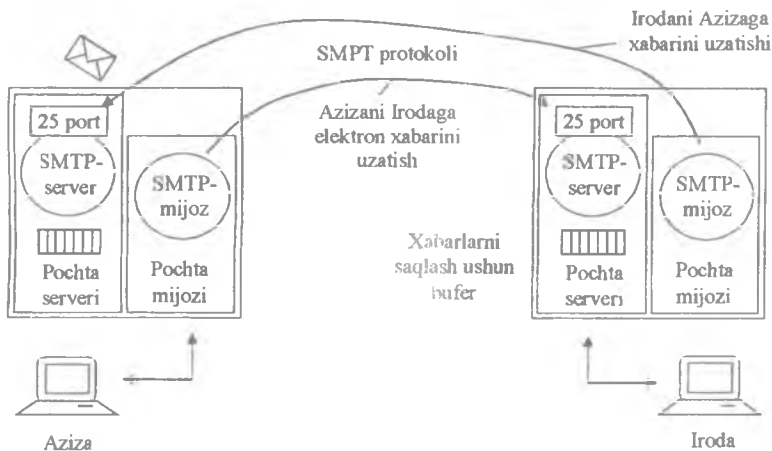 Irodani Azizaga
xabarini uzatishi
SMPT protokoli
Azizani Irodaga
elektron xabarini
uzatish
25 port
SMTP-
server
Pochta
serveri
SMTP-
mijoz
Pochta
mijozi
Xabarlarni
saqlash ushun
bufer
25 port
SMTP-
server
Pochta
serveri
SMTP-
mijoz
Pochta
mijozi
Aziza
Iroda